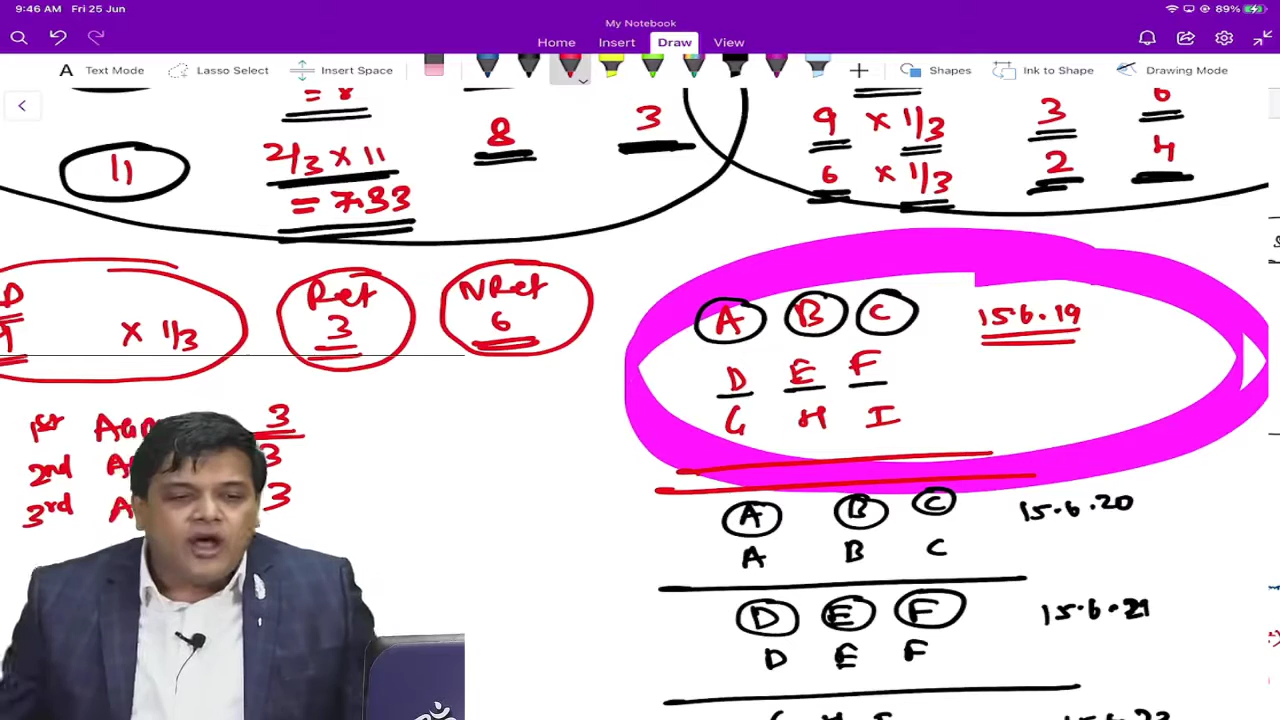 9:46 AM Fri 25 Jun 89%
My Notebook
Home Insert Draw View
A Text Mode Lasso Select Insert Space Shapes Ink to Shape Drawing Mode
= 8 6
9 × 1/3 3
8 3
11 2/3 × 11 6 × 1/3 2 4
= 7.33
D Ret NRet
9 × 1/3 3 6
A B C 15.6.19
D E F
G H I
1st 3
2nd 3
3rd 3
A B C 15.6.20
A B C
D E F 15.6.21
D E F